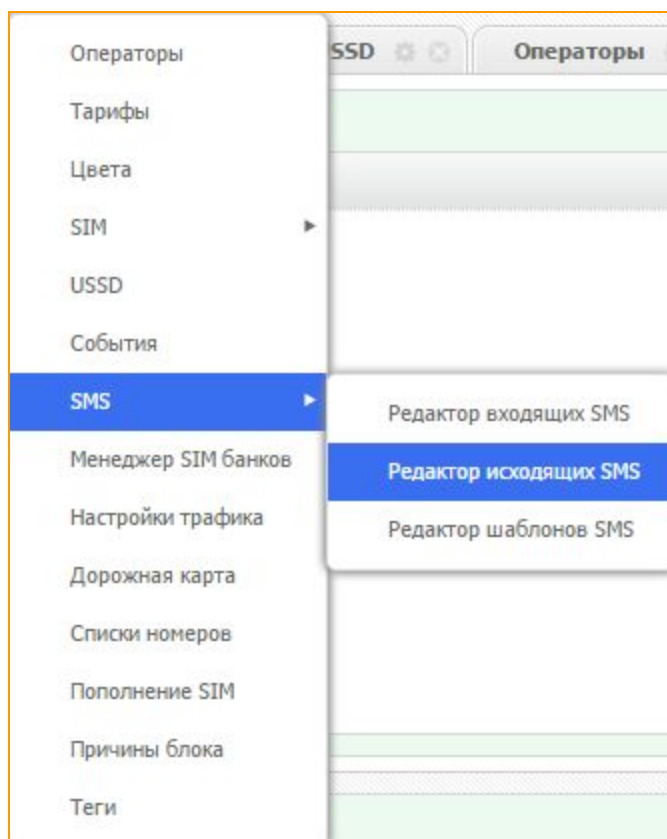 Операторы
SSD
Операторы
Тарифы
Цвета
SIM
USSD
События
SMS
Редактор входящих SMS
Менеджер SIM банков
Редактор исходящих SMS
Настройки трафика
Редактор шаблонов SMS
Дорожная карта
Списки номеров
Пополнение SIM
Причины блока
Теги